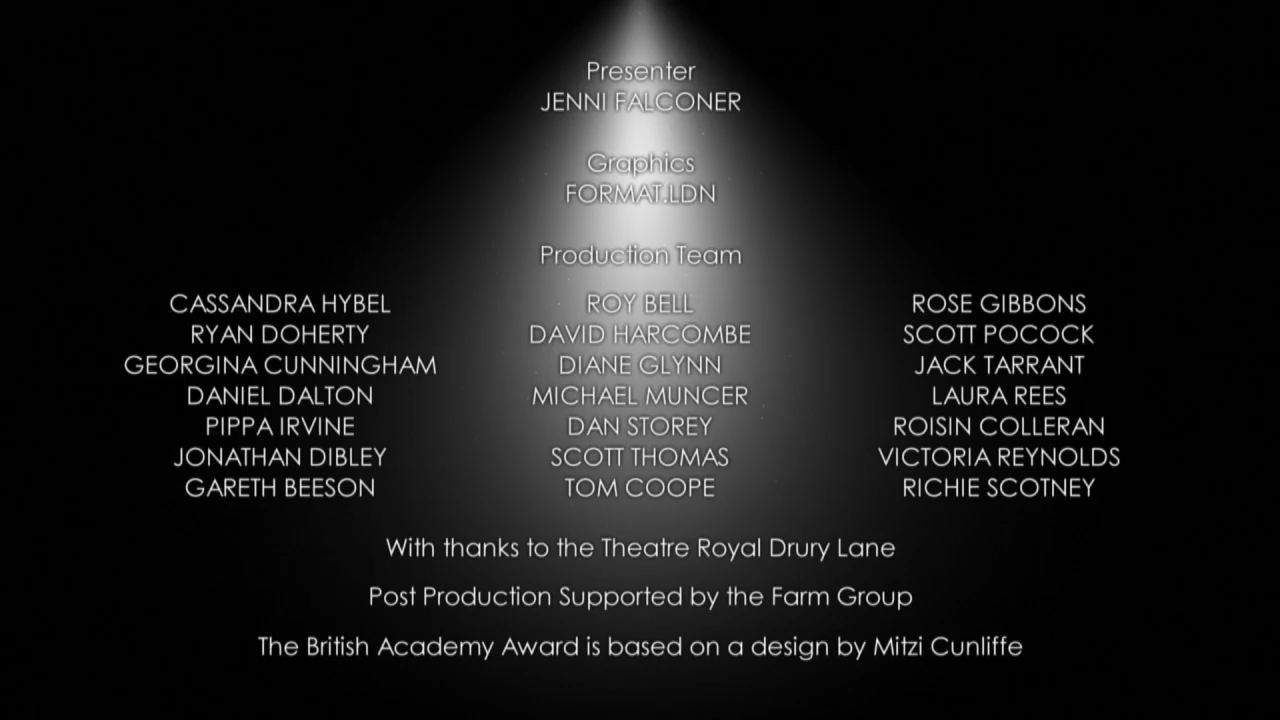 Presenter
JENNI FALCONER
Graphics
FORMAT.LDN
Production Team
CASSANDRA HYBEL ROY BELL ROSE GIBBONS
RYAN DOHERTY DAVID HARCOMBE SCOTT POCOCK
GEORGINA CUNNINGHAM DIANE GLYNN JACK TARRANT
DANIEL DALTON MICHAEL MUNCER LAURA REES
PIPPA IRVINE DAN STOREY ROISIN COLLERAN
JONATHAN DIBLEY SCOTT THOMAS VICTORIA REYNOLDS
GARETH BEESON TOM COOPE RICHIE SCOTNEY
With thanks to the Theatre Royal Drury Lane
Post Production Supported by the Farm Group
The British Academy Award is based on a design by Mitzi Cunliffe